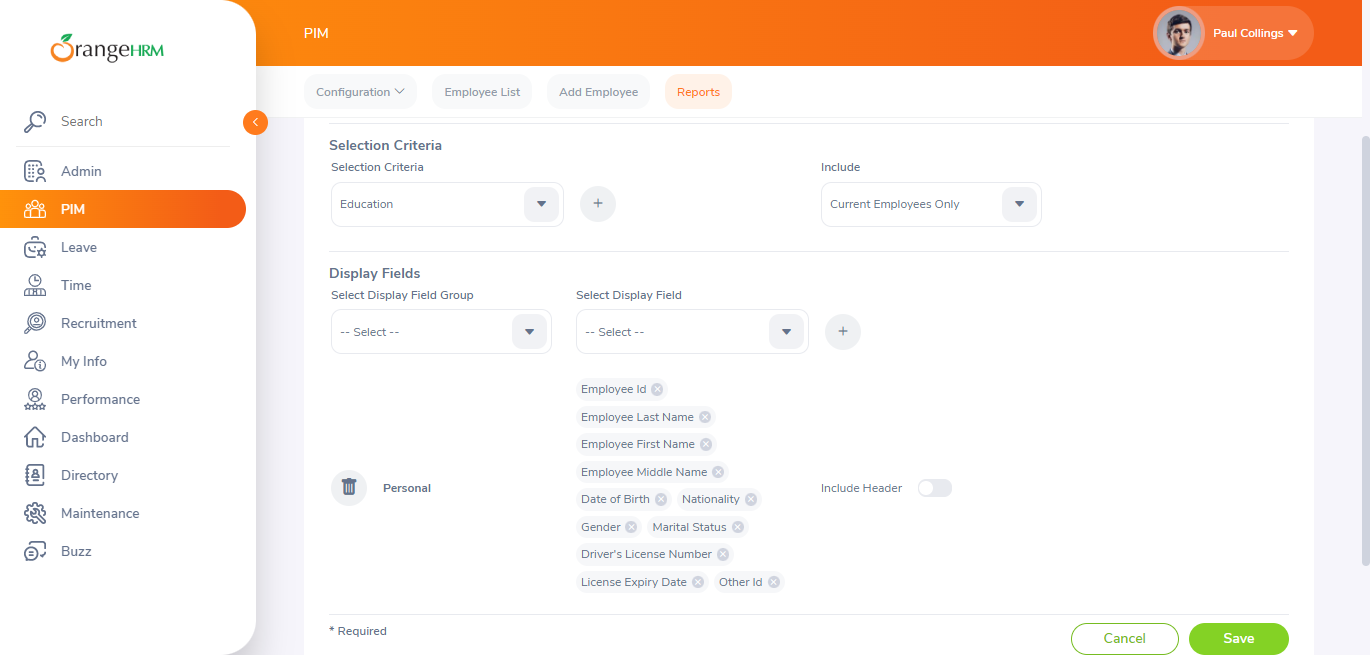 OrangeHRM
PIM
Paul Collings
Configuration
Employee List
Add Employee
Reports
Search
Admin
PIM
Leave
Time
Recruitment
My Info
Performance
Dashboard
Directory
Maintenance
Buzz
Selection Criteria
Selection Criteria
Include
Education
Current Employees Only
Display Fields
Select Display Field Group
Select Display Field
-- Select --
-- Select --
Personal
Employee Id
Employee Last Name
Employee First Name
Employee Middle Name
Date of Birth
Nationality
Gender
Marital Status
Driver's License Number
License Expiry Date
Other Id
Include Header
* Required
Cancel
Save